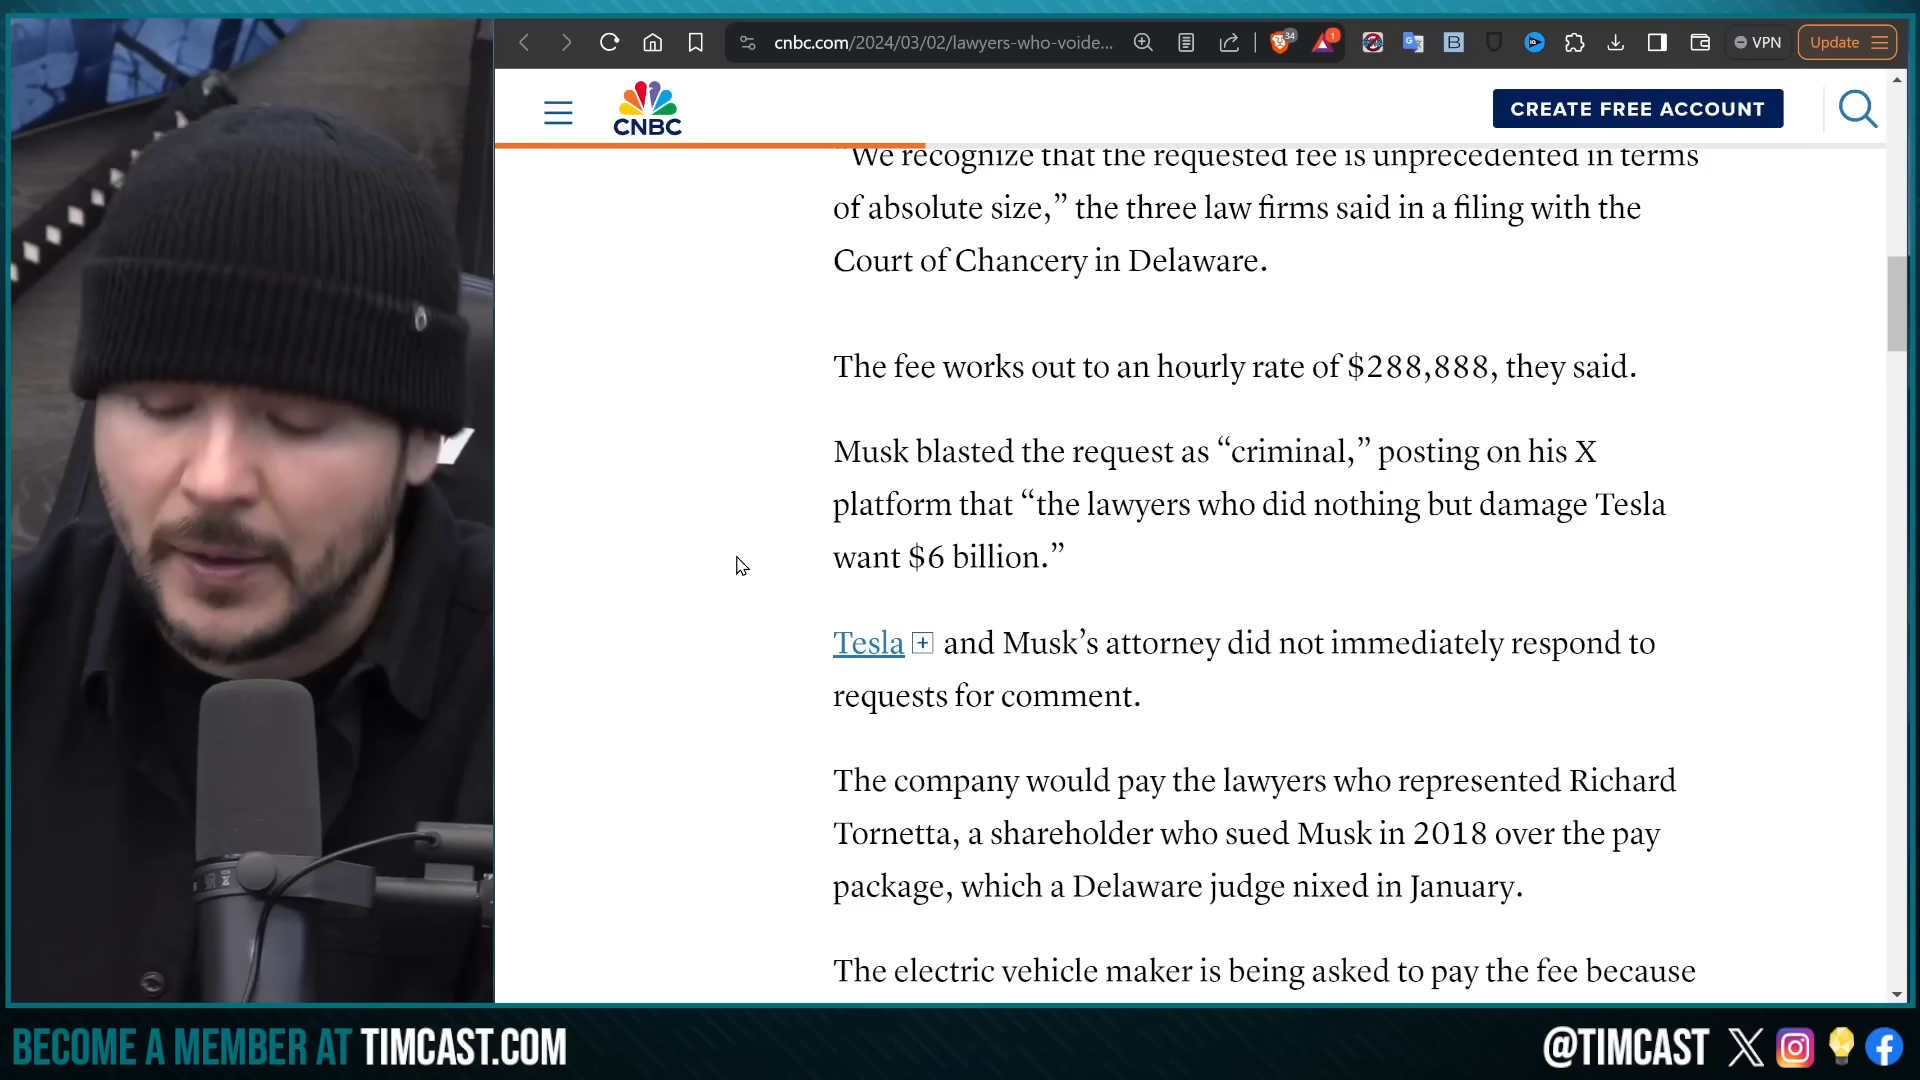 cnbc.com/2024/03/02/lawyers-who-voide...
34
1
VPN
Update
CNBC
CREATE FREE ACCOUNT
“We recognize that the requested fee is unprecedented in terms
of absolute size,” the three law firms said in a filing with the
Court of Chancery in Delaware.
The fee works out to an hourly rate of $288,888, they said.
Musk blasted the request as “criminal,” posting on his X
platform that “the lawyers who did nothing but damage Tesla
want $6 billion.”
Tesla + and Musk’s attorney did not immediately respond to
requests for comment.
The company would pay the lawyers who represented Richard
Tornetta, a shareholder who sued Musk in 2018 over the pay
package, which a Delaware judge nixed in January.
The electric vehicle maker is being asked to pay the fee because
BECOME A MEMBER AT TIMCAST.COM
@TIMCAST